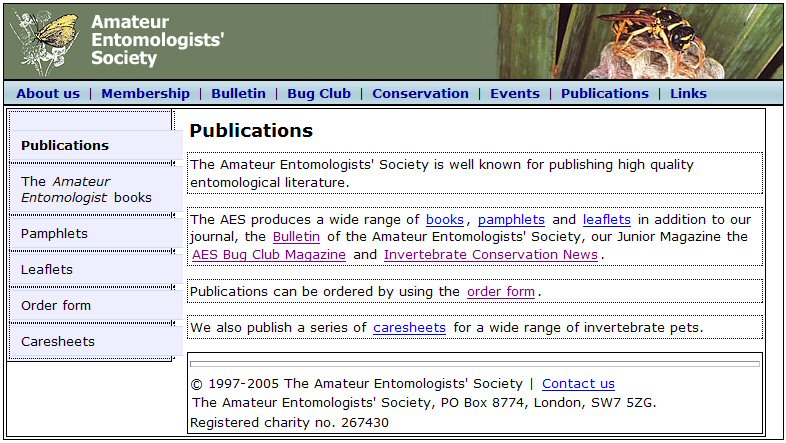 Amateur
Entomologists'
Society
About us | Membership | Bulletin | Bug Club | Conservation | Events | Publications | Links
Publications
The Amateur
Entomologist books
Pamphlets
Leaflets
Order form
Caresheets
Publications
The Amateur Entomologists' Society is well known for publishing high quality
entomological literature.
The AES produces a wide range of books, pamphlets and leaflets in addition to our
journal, the Bulletin of the Amateur Entomologists' Society, our Junior Magazine the
AES Bug Club Magazine and Invertebrate Conservation News.
Publications can be ordered by using the order form.
We also publish a series of caresheets for a wide range of invertebrate pets.
© 1997-2005 The Amateur Entomologists' Society | Contact us
The Amateur Entomologists' Society, PO Box 8774, London, SW7 5ZG.
Registered charity no. 267430